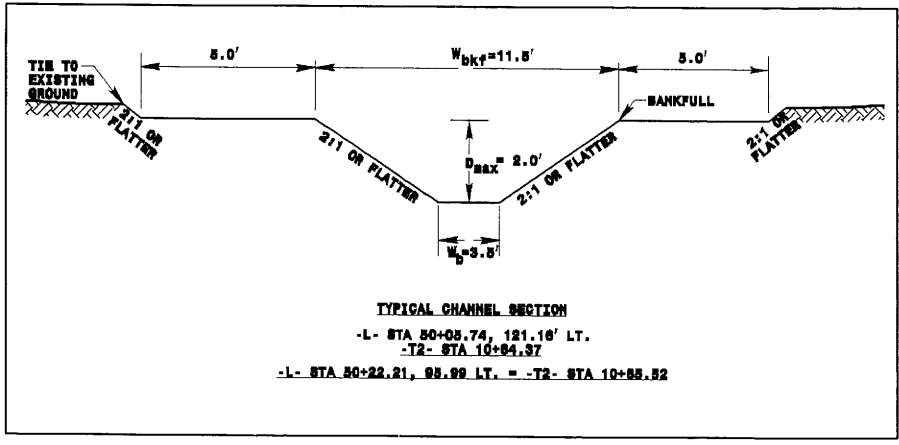 5.0'
Wbkf=11.5'
5.0'
TIE TO
EXISTING
GROUND
BANKFULL
2:1 OR
FLATTER
2:1 OR FLATTER
Dmax= 2.0'
2:1 OR FLATTER
2:1 OR
FLATTER
Wb=3.5'
TYPICAL CHANNEL SECTION
-L- STA 50+05.74, 121.16' LT.
-T2- STA 10+64.37
-L- STA 50+22.21, 95.99 LT. = -T2- STA 10+85.52